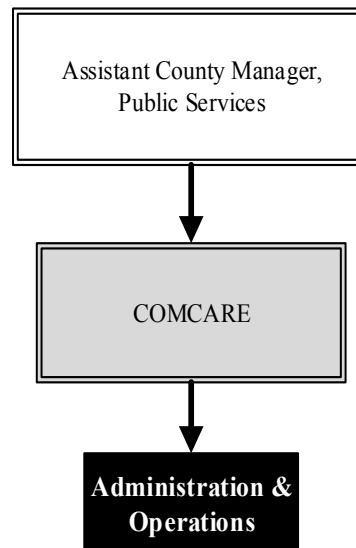 Assistant County Manager,
Public Services
COMCARE
Administration &
Operations